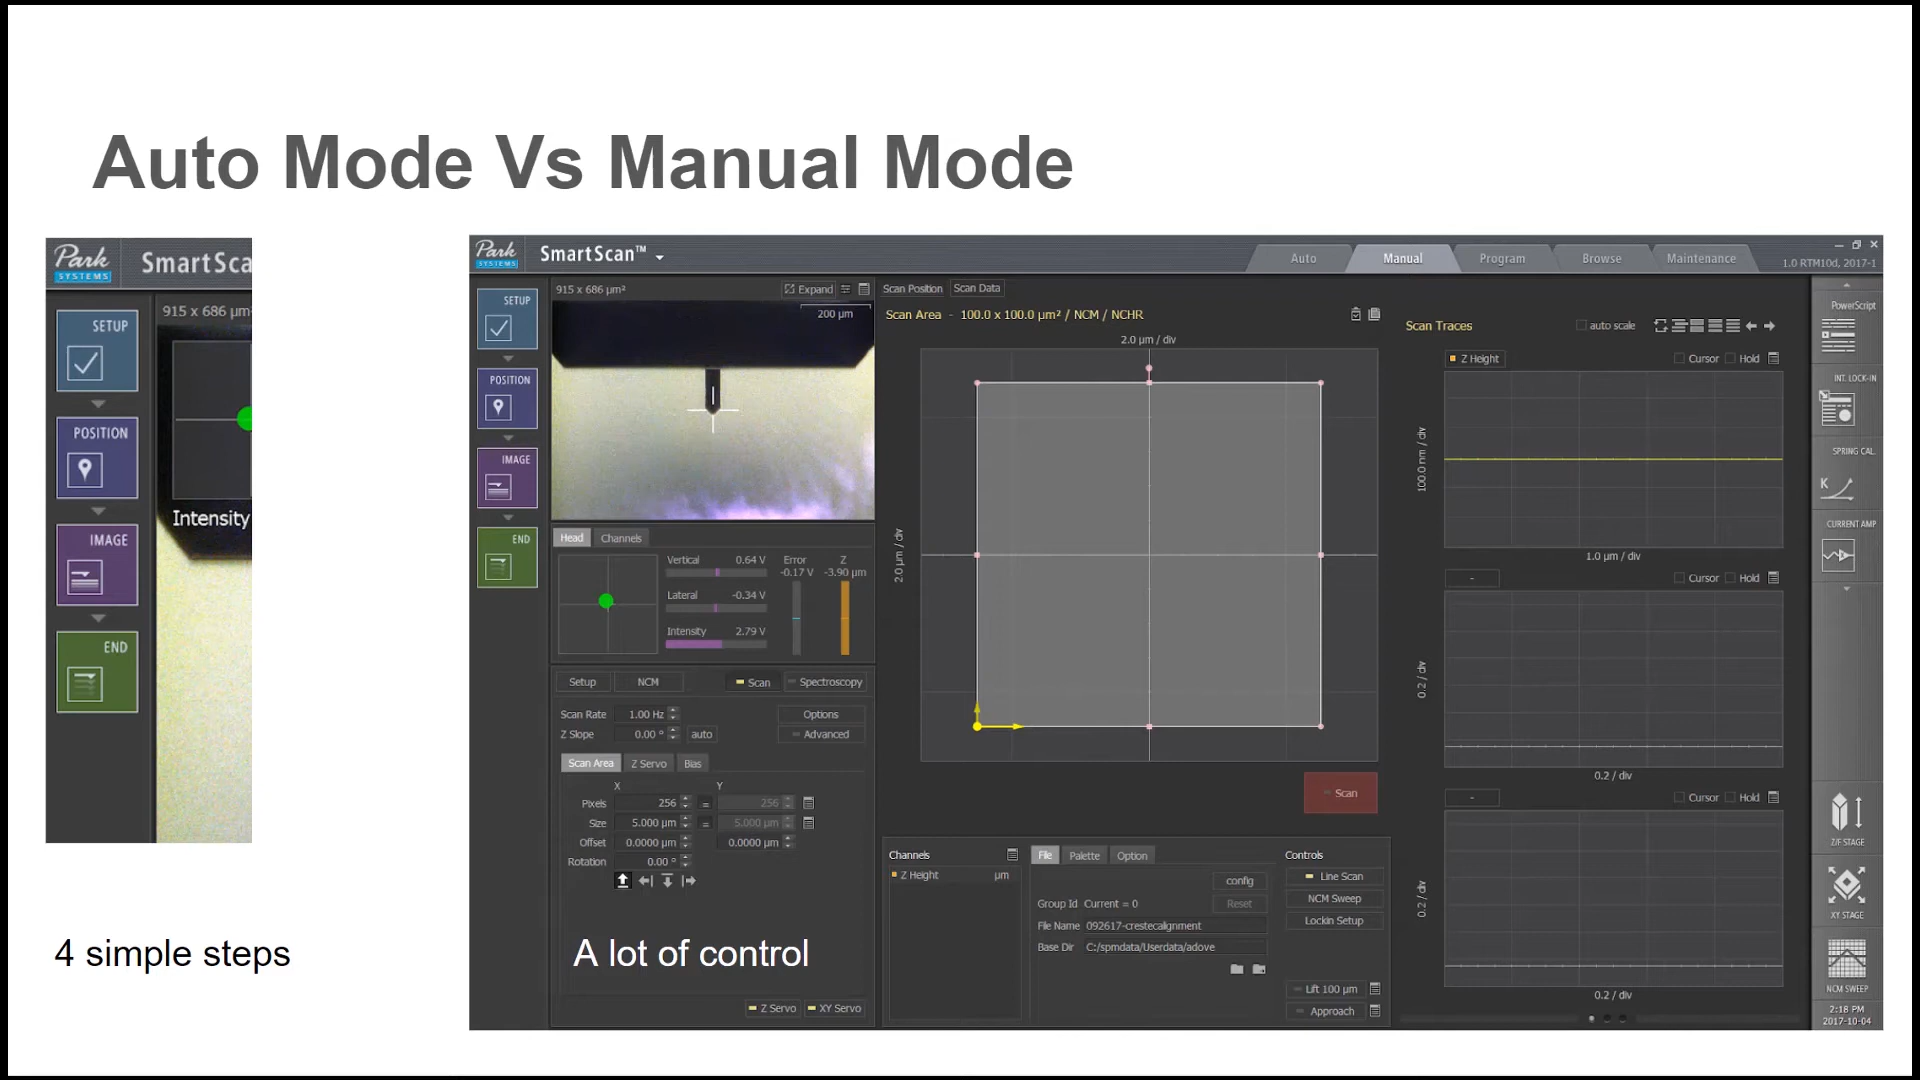 Auto Mode Vs Manual Mode
Park
SYSTEMS
SmartSca
915 x 686 µm
SETUP
POSITION
IMAGE
END
Intensity
4 simple steps
Park
SYSTEMS
SmartScan™
Auto
Manual
Program
Browse
Maintenance
1.0 RTM10d, 2017-1
SETUP
POSITION
IMAGE
END
915 x 686 µm²
Expand
200 µm
Head
Channels
Vertical 0.64 V
Lateral -0.34 V
Intensity 2.79 V
Error
-0.17 V
Z
-3.90 µm
Setup
NCM
Scan
Spectroscopy
Scan Rate 1.00 Hz
Options
Z Slope 0.00 °
auto
Advanced
Scan Area
Z Servo
Bias
X Y
Pixels 256 = 256
Size 5.000 µm = 5.000 µm
Offset 0.0000 µm 0.0000 µm
Rotation 0.00 °
A lot of control
Z Servo
XY Servo
Scan Position
Scan Data
Scan Area - 100.0 x 100.0 µm² / NCM / NCHR
2.0 µm / div
2.0 µm / div
Scan
Channels
Z Height µm
File
Palette
Option
config
Group Id Current = 0
Reset
File Name 092617-crestecalignment
Base Dir C:/spmdata/Userdata/adove
Controls
Line Scan
NCM Sweep
Lockin Setup
Lift 100 µm
Approach
Scan Traces
auto scale
Z Height
Cursor
Hold
100.0 nm / div
1.0 µm / div
-
Cursor
Hold
0.2 / div
0.2 / div
-
Cursor
Hold
0.2 / div
0.2 / div
PowerScript
INT. LOCK-IN
SPRING CAL.
K
CURRENT AMP
Z/F STAGE
XY STAGE
NCM SWEEP
2:18 PM
2017-10-04